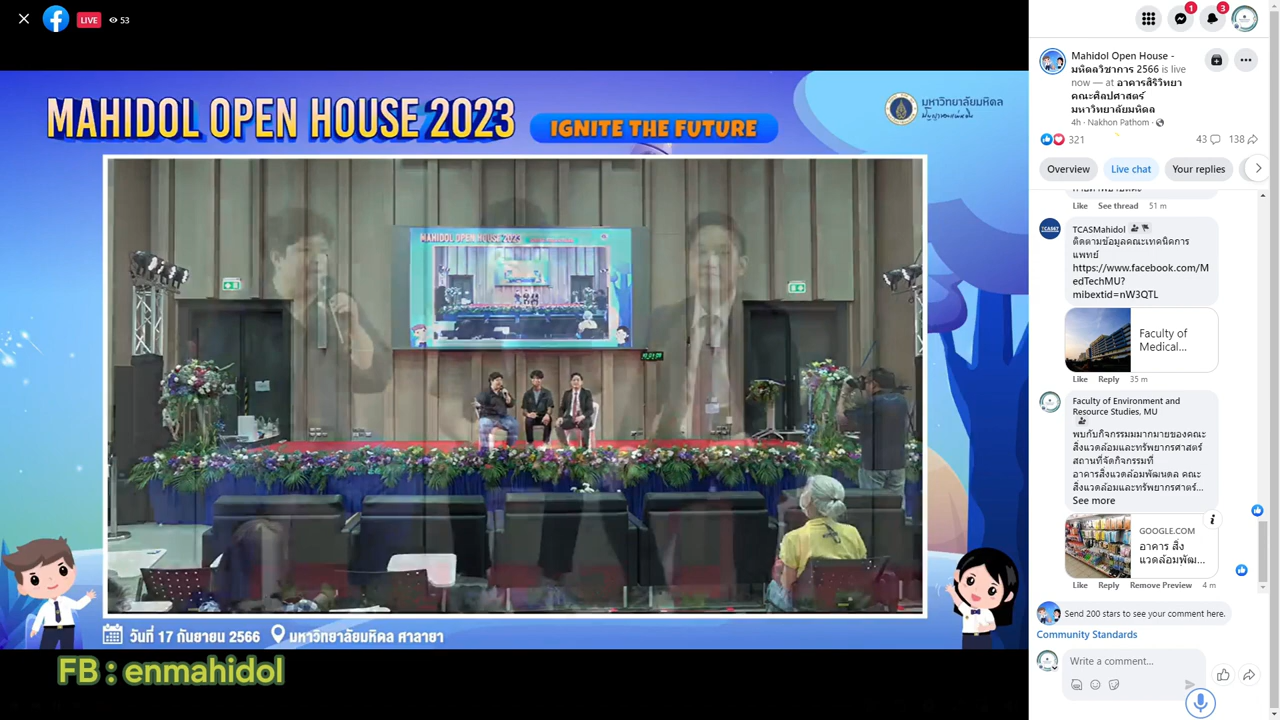 LIVE
53
1
3
Mahidol Open House -
มหิดลวิชาการ 2566 is live
now — at อาคารสิริวิทยา
คณะศิลปศาสตร์
มหาวิทยาลัยมหิดล
4h · Nakhon Pathom ·
321
43
138
Overview
Live chat
Your replies
MAHIDOL OPEN HOUSE 2023
IGNITE THE FUTURE
มหาวิทยาลัยมหิดล
ปัญญาของแผ่นดิน
MAHIDOL OPEN HOUSE 2023
Like See thread 51 m
TCASMahidol
ติดตามข้อมูลคณะเทคนิคการ
แพทย์
https://www.facebook.com/M
edTechMU?
mibextid=nW3QTL
Faculty of
Medical...
Like Reply 35 m
Faculty of Environment and
Resource Studies, MU
พบกับกิจกรรมมากมายของคณะ
สิ่งแวดล้อมและทรัพยากรศาสตร์
สถานที่จัดกิจกรรมที่
อาคารสิ่งแวดล้อมพัฒนดล คณะ
สิ่งแวดล้อมและทรัพยากรศาตร์...
See more
GOOGLE.COM
อาคาร สิ่ง
แวดล้อมพัฒ...
Like Reply Remove Preview 4 m
Send 200 stars to see your comment here.
Community Standards
Write a comment...
วันที่ 17 กันยายน 2566
มหาวิทยาลัยมหิดล ศาลายา
FB : enmahidol